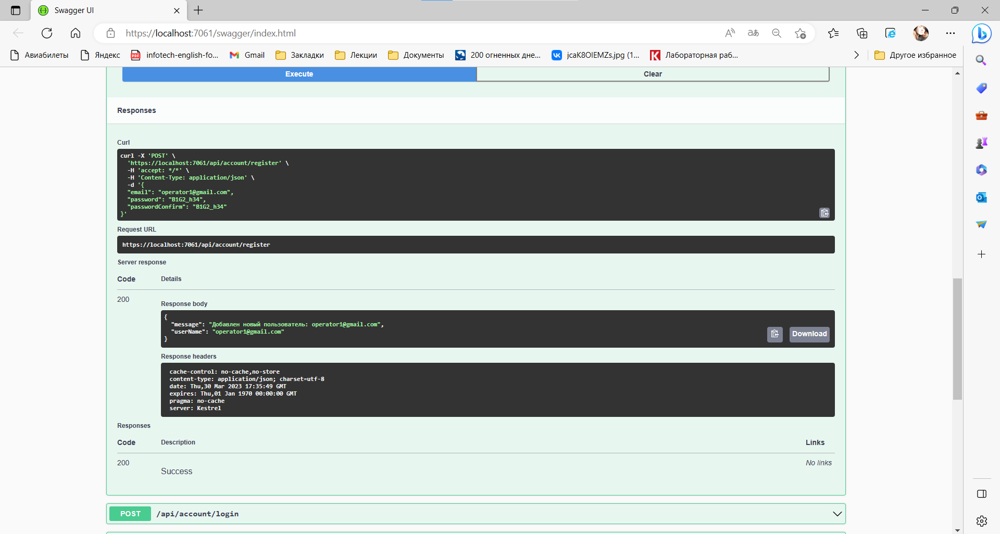 Swagger UI
https://localhost:7061/swagger/index.html
Авиабилеты
Яндекс
infotech-english-fo...
Gmail
Закладки
Лекции
Документы
200 огненных дне...
jcaK8OIEMZs.jpg (1...
Лабораторная раб...
Другое избранное
Execute
Clear
Responses
Curl
curl -X 'POST' \
'https://localhost:7061/api/account/register' \
-H 'accept: */*' \
-H 'Content-Type: application/json' \
-d '{
"email": "operator1@gmail.com",
"password": "B1G2_h34",
"passwordConfirm": "B1G2_h34"
}'
Request URL
https://localhost:7061/api/account/register
Server response
Code Details
200
Response body
{
"message": "Добавлен новый пользователь: operator1@gmail.com",
"userName": "operator1@gmail.com"
}
Download
Response headers
cache-control: no-cache,no-store
content-type: application/json; charset=utf-8
date: Thu,30 Mar 2023 17:35:49 GMT
expires: Thu,01 Jan 1970 00:00:00 GMT
pragma: no-cache
server: Kestrel
Responses
Code Description Links
200 No links
Success
POST /api/account/login